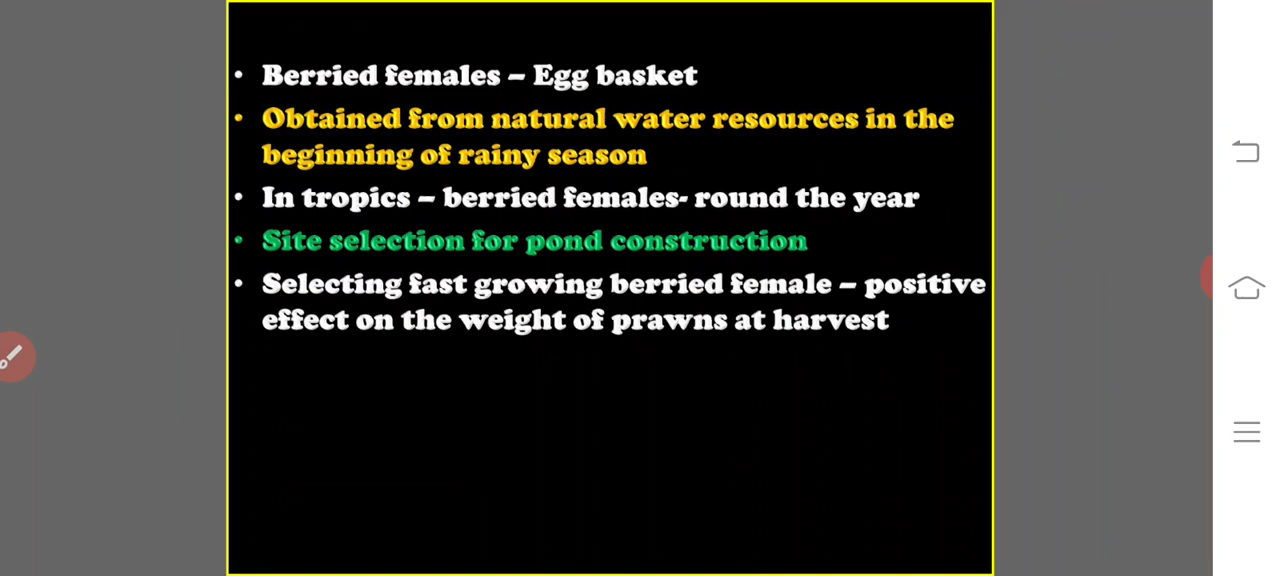 • Berried females – Egg basket
• Obtained from natural water resources in the
beginning of rainy season
• In tropics – berried females- round the year
• Site selection for pond construction
• Selecting fast growing berried female – positive
effect on the weight of prawns at harvest